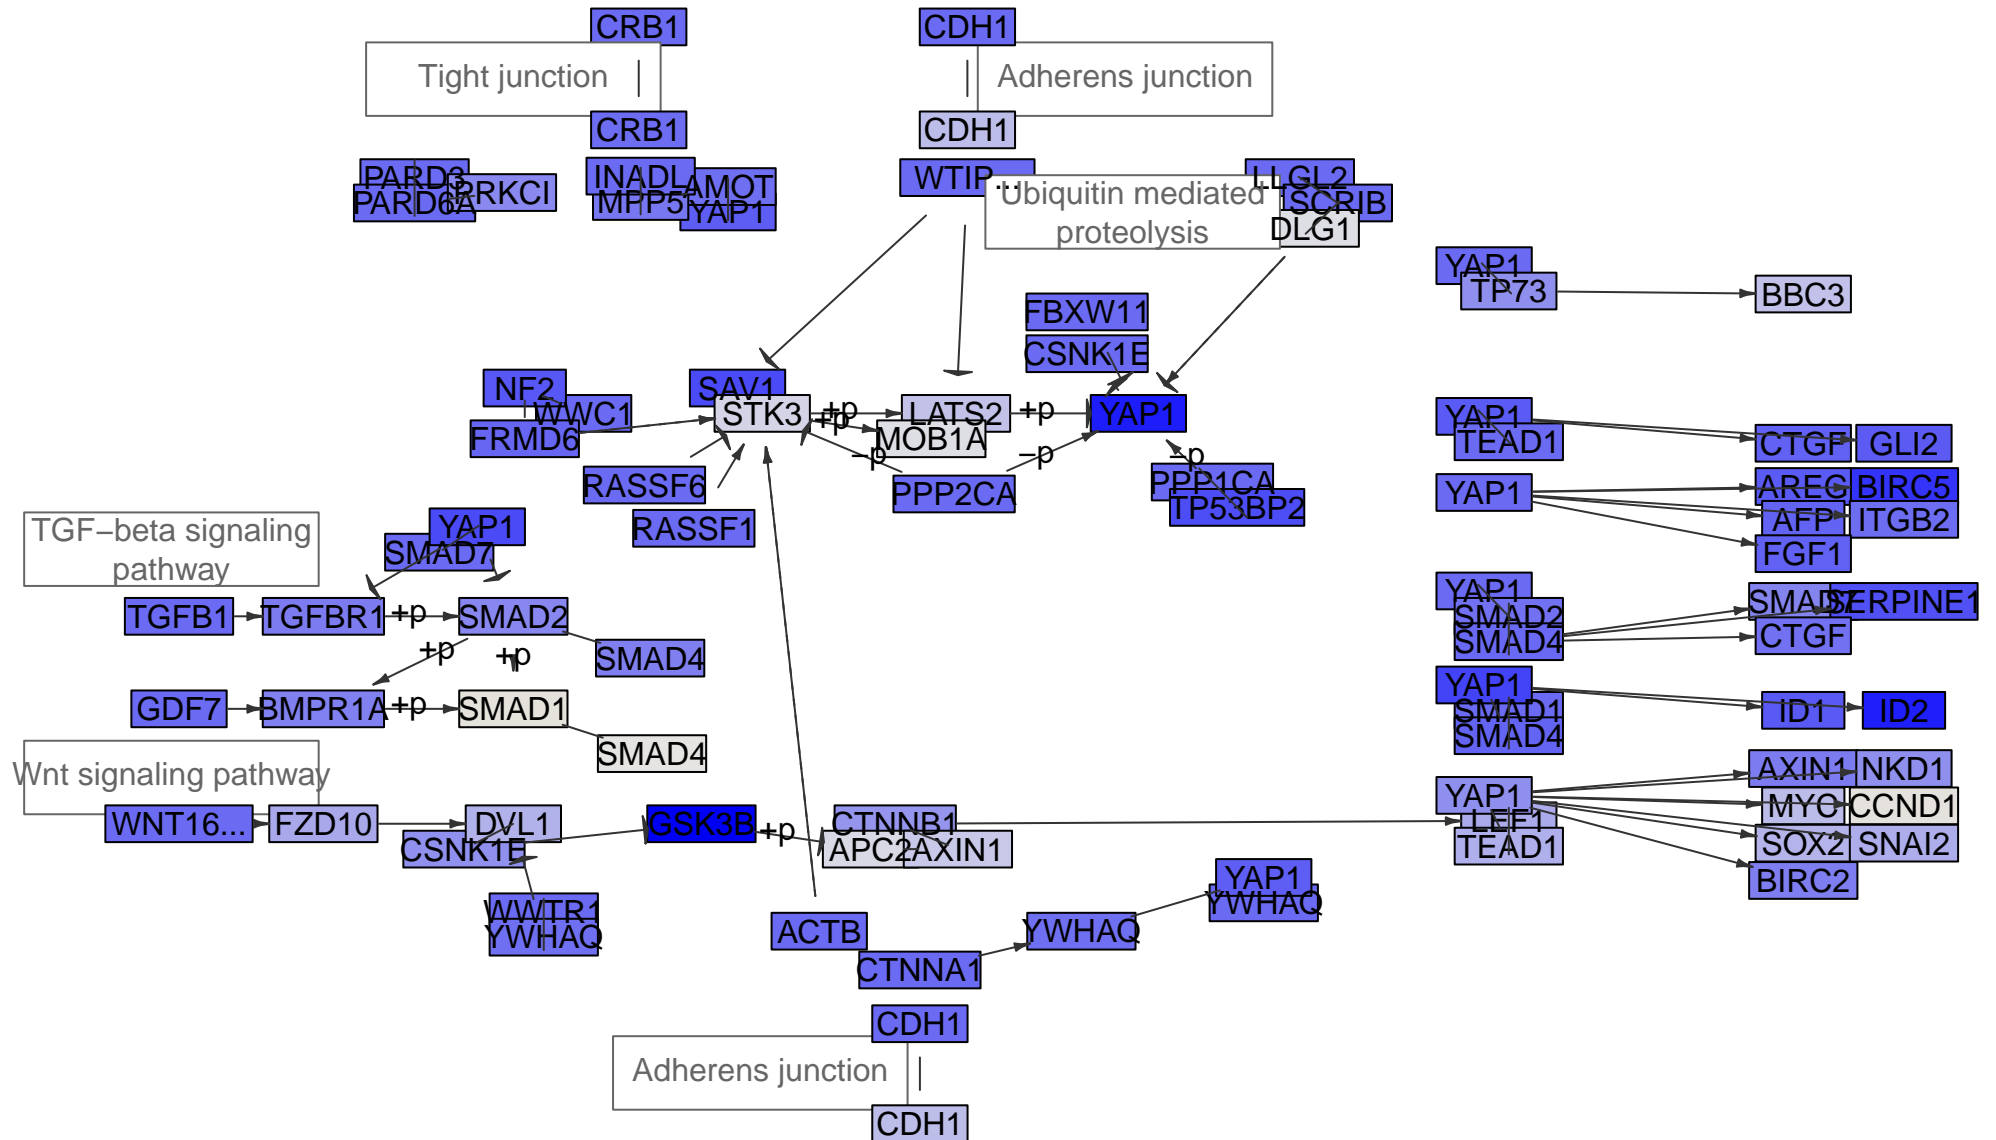 CRB1
CDH1
Tight junction
Adherens junction
CRB1
CDH1
PARD3
PRKCI
PARD6A
INADL
AMOT
MPP5
YAP1
WTIP...
LLGL2
Ubiquitin mediated
proteolysis
SCRIB
DLG1
YAP1
TP73
BBC3
FBXW11
CSNK1E
NF2
WWC1
FRMD6
SAV1
STK3
+p
+p
LATS2
MOB1A
+p
YAP1
–p
–p
–p
RASSF6
RASSF1
PPP2CA
PPP1CA
TP53BP2
YAP1
TEAD1
CTGF
GLI2
YAP1
AREG
BIRC5
AFP
ITGB2
FGF1
TGF–beta signaling
pathway
YAP1
SMAD7
TGFB1
TGFBR1
+p
SMAD2
+p
+p
SMAD4
YAP1
SMAD2
SMAD4
SMAD7
SERPINE1
CTGF
GDF7
BMPR1A
+p
SMAD1
SMAD4
YAP1
SMAD1
SMAD4
ID1
ID2
Wnt signaling pathway
WNT16...
FZD10
DVL1
CSNK1E
GSK3B
+p
CTNNB1
APC2
AXIN1
YAP1
LEF1
TEAD1
AXIN1
NKD1
MYC
CCND1
SOX2
SNAI2
BIRC2
WWTR1
YWHAQ
ACTB
CTNNA1
YWHAQ
YAP1
YWHAQ
CDH1
Adherens junction
CDH1